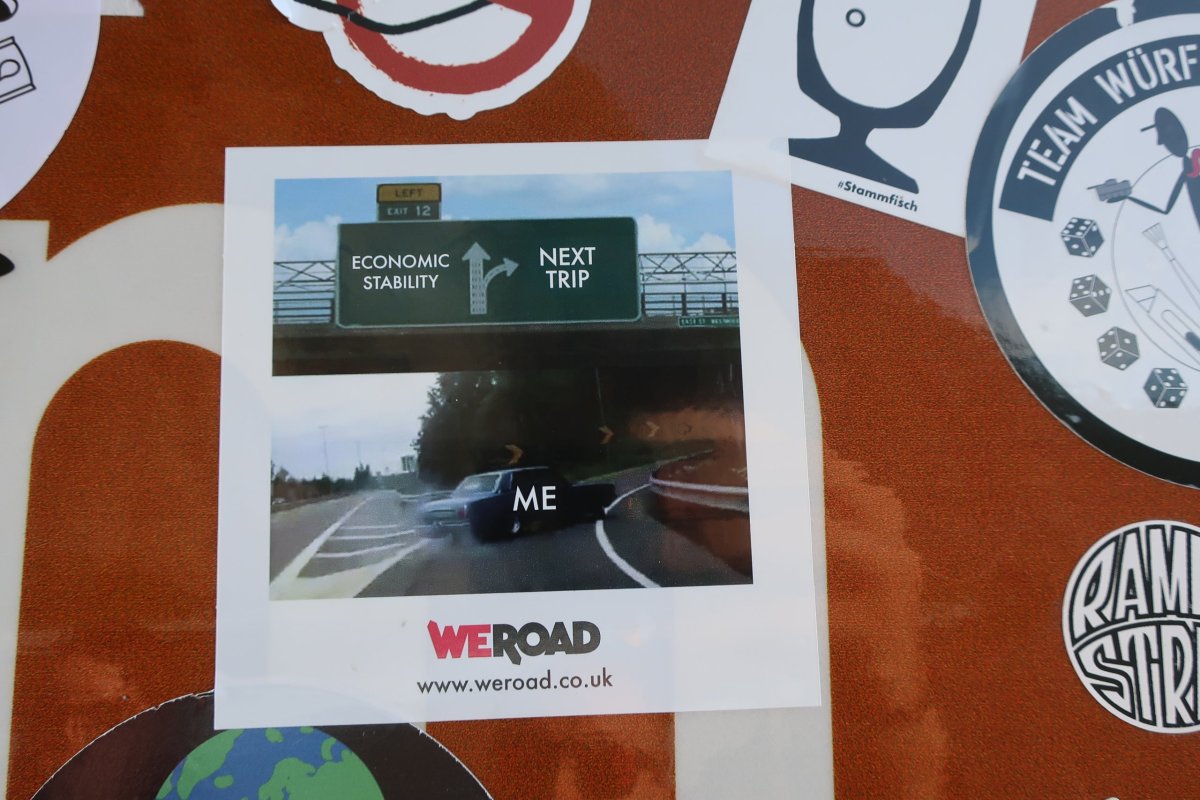 LEFT
EXIT 12
ECONOMIC
STABILITY
NEXT
TRIP
ME
WEROAD
www.weroad.co.uk
#Stammfisch
TEAM WÜRF
RAM
STR